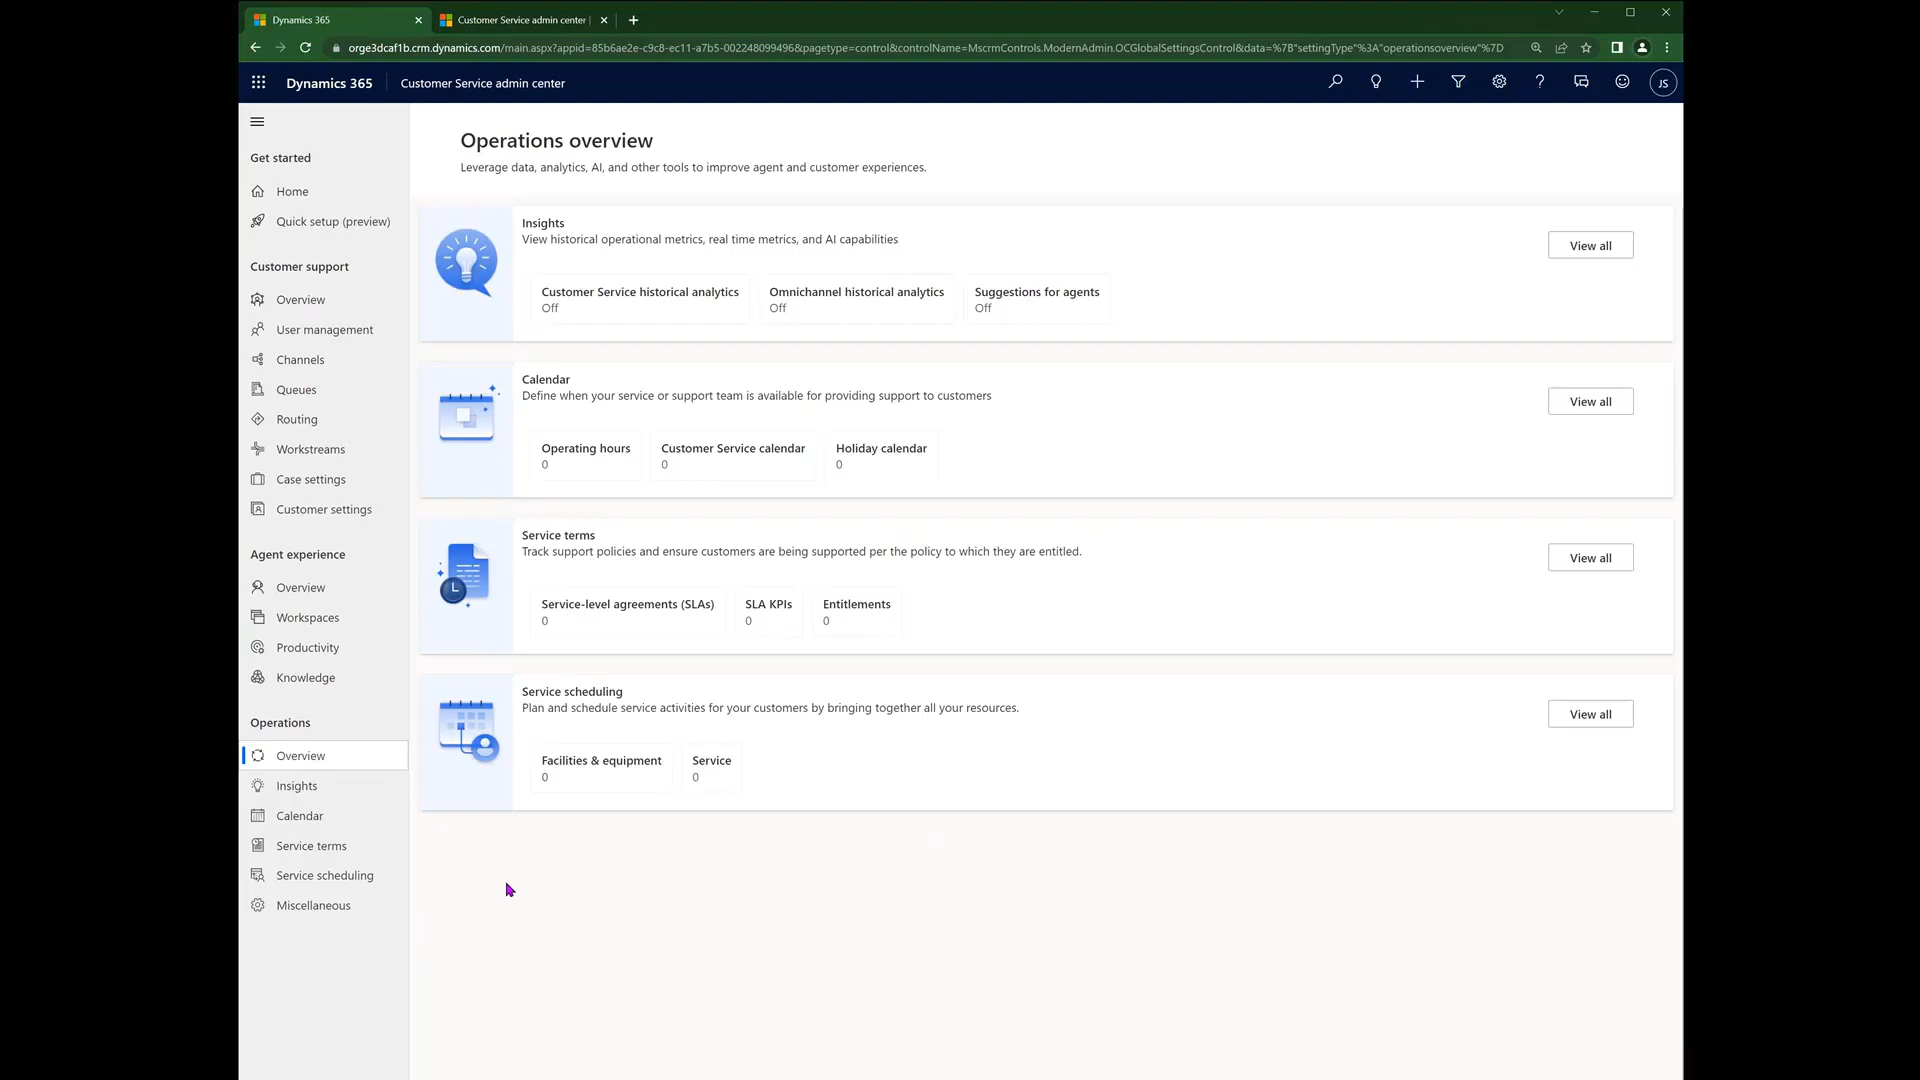 Dynamics 365
Customer Service admin center |
orge3dcaf1b.crm.dynamics.com/main.aspx?appid=85b6ae2e-c9c8-ec11-a7b5-002248099496&pagetype=control&controlName=MscrmControls.ModernAdmin.OCGlobalSettingsControl&data=%7B"settingType"%3A"operationsoverview"%7D
Dynamics 365
Customer Service admin center
JS
Get started
Home
Quick setup (preview)
Customer support
Overview
User management
Channels
Queues
Routing
Workstreams
Case settings
Customer settings
Agent experience
Overview
Workspaces
Productivity
Knowledge
Operations
Overview
Insights
Calendar
Service terms
Service scheduling
Miscellaneous
Operations overview
Leverage data, analytics, AI, and other tools to improve agent and customer experiences.
Insights
View historical operational metrics, real time metrics, and AI capabilities
View all
Customer Service historical analytics
Off
Omnichannel historical analytics
Off
Suggestions for agents
Off
Calendar
Define when your service or support team is available for providing support to customers
View all
Operating hours
0
Customer Service calendar
0
Holiday calendar
0
Service terms
Track support policies and ensure customers are being supported per the policy to which they are entitled.
View all
Service-level agreements (SLAs)
0
SLA KPIs
0
Entitlements
0
Service scheduling
Plan and schedule service activities for your customers by bringing together all your resources.
View all
Facilities & equipment
0
Service
0